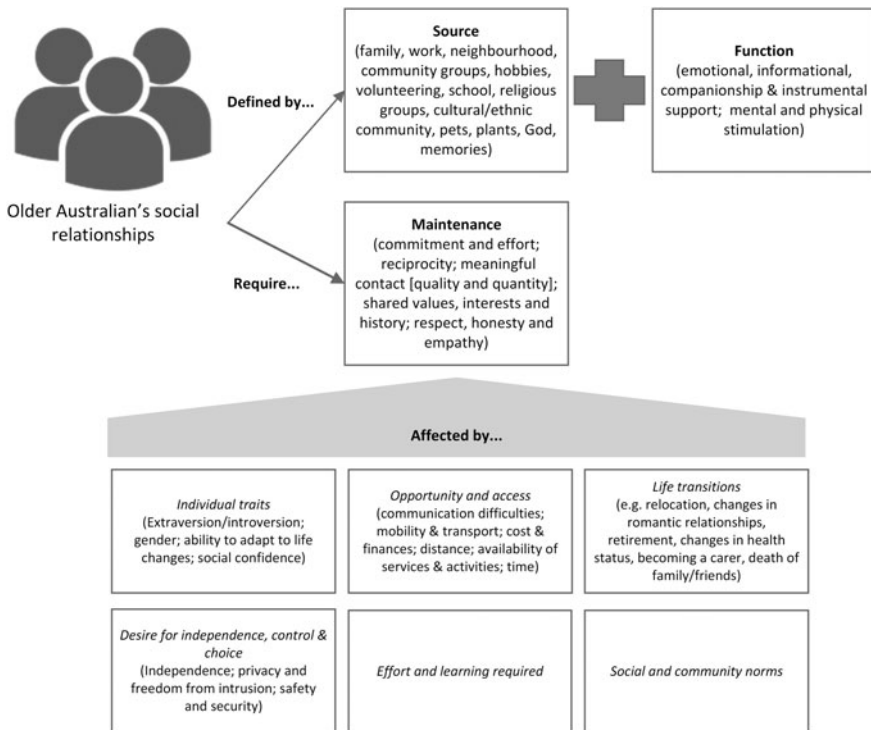 Source
(family, work, neighbourhood,
community groups, hobbies,
volunteering, school, religious
groups, cultural/ethnic
community, pets, plants, God,
memories)
Function
(emotional, informational,
companionship & instrumental
support;  mental and physical
stimulation)
Defined by...
Older Australian's social
relationships
Require...
Maintenance
(commitment and effort;
reciprocity; meaningful
contact [quality and quantity];
shared values, interests and
history; respect, honesty and
empathy)
Affected by...
Individual traits
(Extraversion/introversion;
gender; ability to adapt to life
changes; social confidence)
Opportunity and access
(communication difficulties;
mobility & transport; cost &
finances; distance; availability of
services & activities; time)
Life transitions
(e.g. relocation, changes in
romantic relationships,
retirement, changes in health
status, becoming a carer, death of
family/friends)
Desire for independence, control &
choice
(Independence; privacy and
freedom from intrusion; safety
and security)
Effort and learning required
Social and community norms